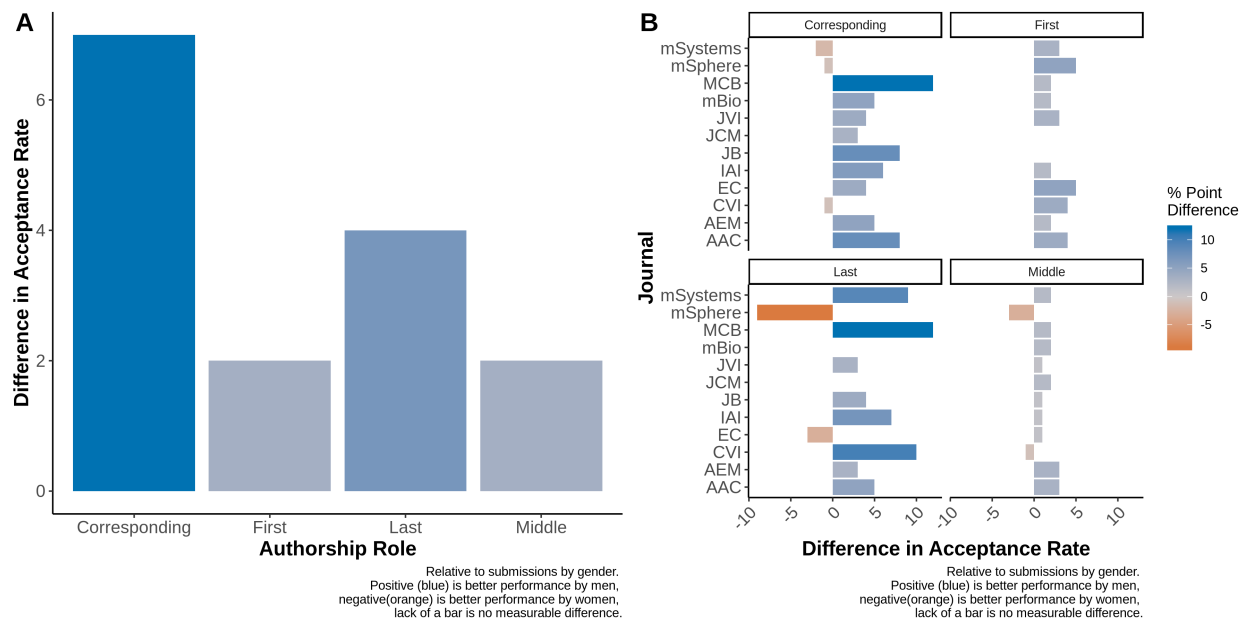 A
Difference in Acceptance Rate
6
4
2
0
Corresponding
First
Last
Middle
Authorship Role
Relative to submissions by gender.
Positive (blue) is better performance by men,
negative(orange) is better performance by women,
lack of a bar is no measurable difference.
B
Journal
Corresponding
First
mSystems
mSphere
MCB
mBio
JVI
JCM
JB
IAI
EC
CVI
AEM
AAC
Last
Middle
mSystems
mSphere
MCB
mBio
JVI
JCM
JB
IAI
EC
CVI
AEM
AAC
-10
-5
0
5
10
-10
-5
0
5
10
Difference in Acceptance Rate
Relative to submissions by gender.
Positive (blue) is better performance by men,
negative(orange) is better performance by women,
lack of a bar is no measurable difference.
% Point
Difference
10
5
0
-5